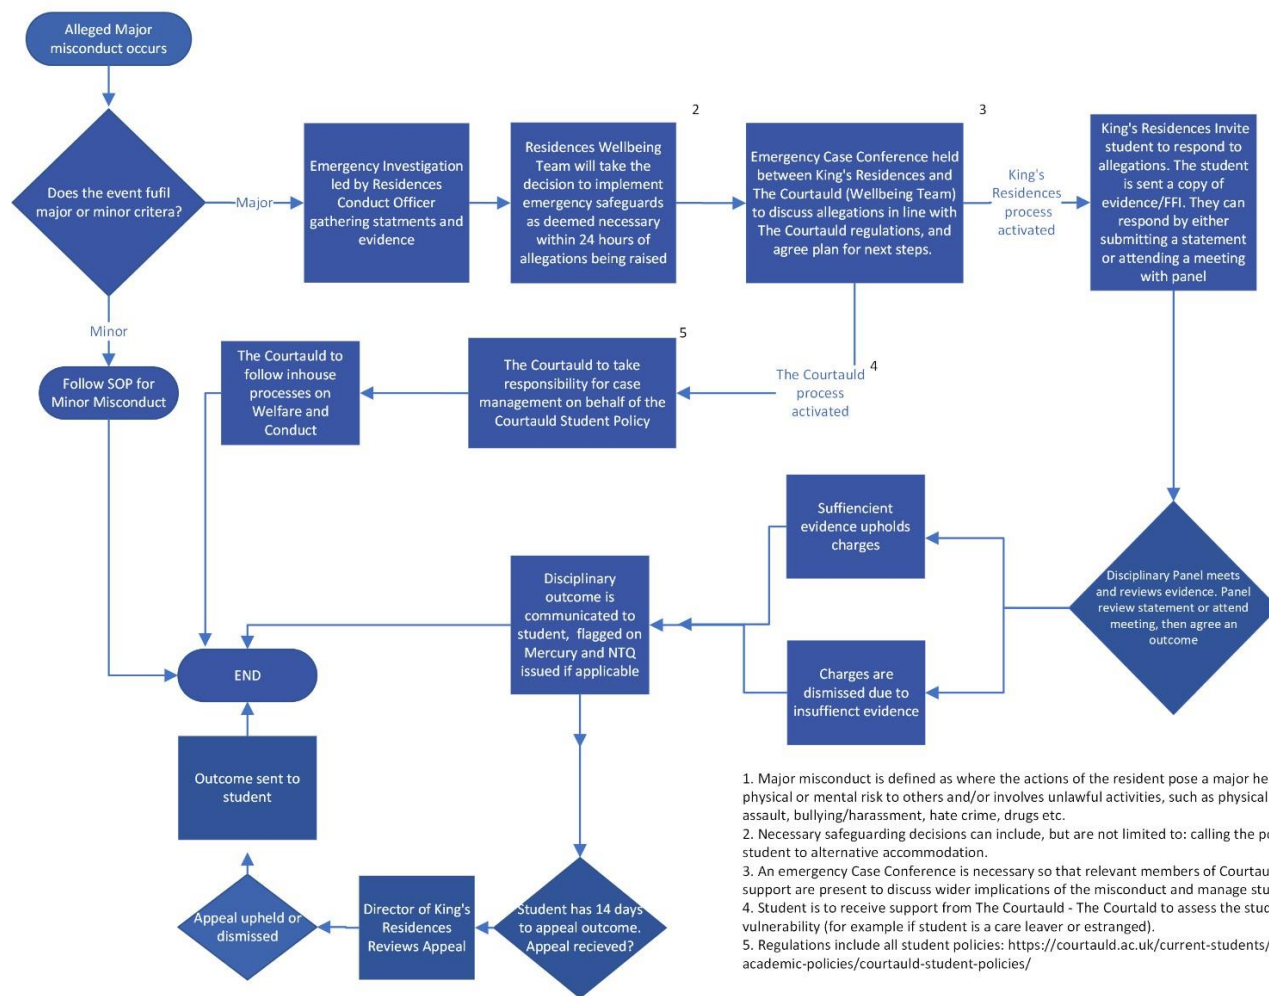 Alleged Major
misconduct occurs
Does the event fufil
major or minor critera?
Major
Minor
Follow SOP for
Minor Misconduct
Emergency Investigation
led by Residences
Conduct Officer
gathering statments and
evidence
2
Residences Wellbeing
Team will take the
decision to implement
emergency safeguards
as deemed necessary
within 24 hours of
allegations being raised
3
Emergency Case Conference held
between King's Residences and
The Courtauld (Wellbeing Team)
to discuss allegations in line with
The Courtauld regulations, and
agree plan for next steps.
King's
Residences
process
activated
King's Residences Invite
student to respond to
allegations. The student
is sent a copy of
evidence/FFI. They can
respond by either
submitting a statement
or attending a meeting
with panel
4
The Courtauld
process
activated
5
The Courtauld to take
responsibility for case
management on behalf of the
Courtauld Student Policy
The Courtauld to
follow inhouse
processes on
Welfare and
Conduct
Disciplinary Panel meets
and reviews evidence. Panel
review statement or attend
meeting, then agree an
outcome
Suffiencient
evidence upholds
charges
Charges are
dismissed due to
insuffienct evidence
Disciplinary
outcome is
communicated to
student, flagged on
Mercury and NTQ
issued if applicable
END
Student has 14 days
to appeal outcome.
Appeal recieved?
Director of King's
Residences
Reviews Appeal
Appeal upheld or
dismissed
Outcome sent to
student
1. Major misconduct is defined as where the actions of the resident pose a major he
physical or mental risk to others and/or involves unlawful activities, such as physical
assault, bullying/harassment, hate crime, drugs etc.
2. Necessary safeguarding decisions can include, but are not limited to: calling the po
student to alternative accommodation.
3. An emergency Case Conference is necessary so that relevant members of Courtau
support are present to discuss wider implications of the misconduct and manage stu
4. Student is to receive support from The Courtauld - The Courtald to assess the stud
vulnerability (for example if student is a care leaver or estranged).
5. Regulations include all student policies: https://courtauld.ac.uk/current-students/
academic-policies/courtauld-student-policies/